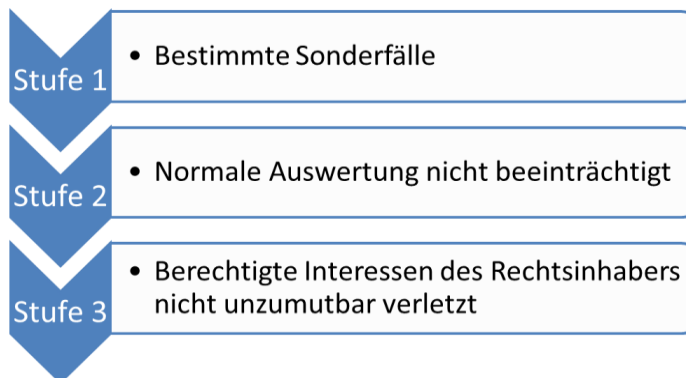 Stufe 1
• Bestimmte Sonderfälle
Stufe 2
• Normale Auswertung nicht beeinträchtigt
Stufe 3
• Berechtigte Interessen des Rechtsinhabers
nicht unzumutbar verletzt